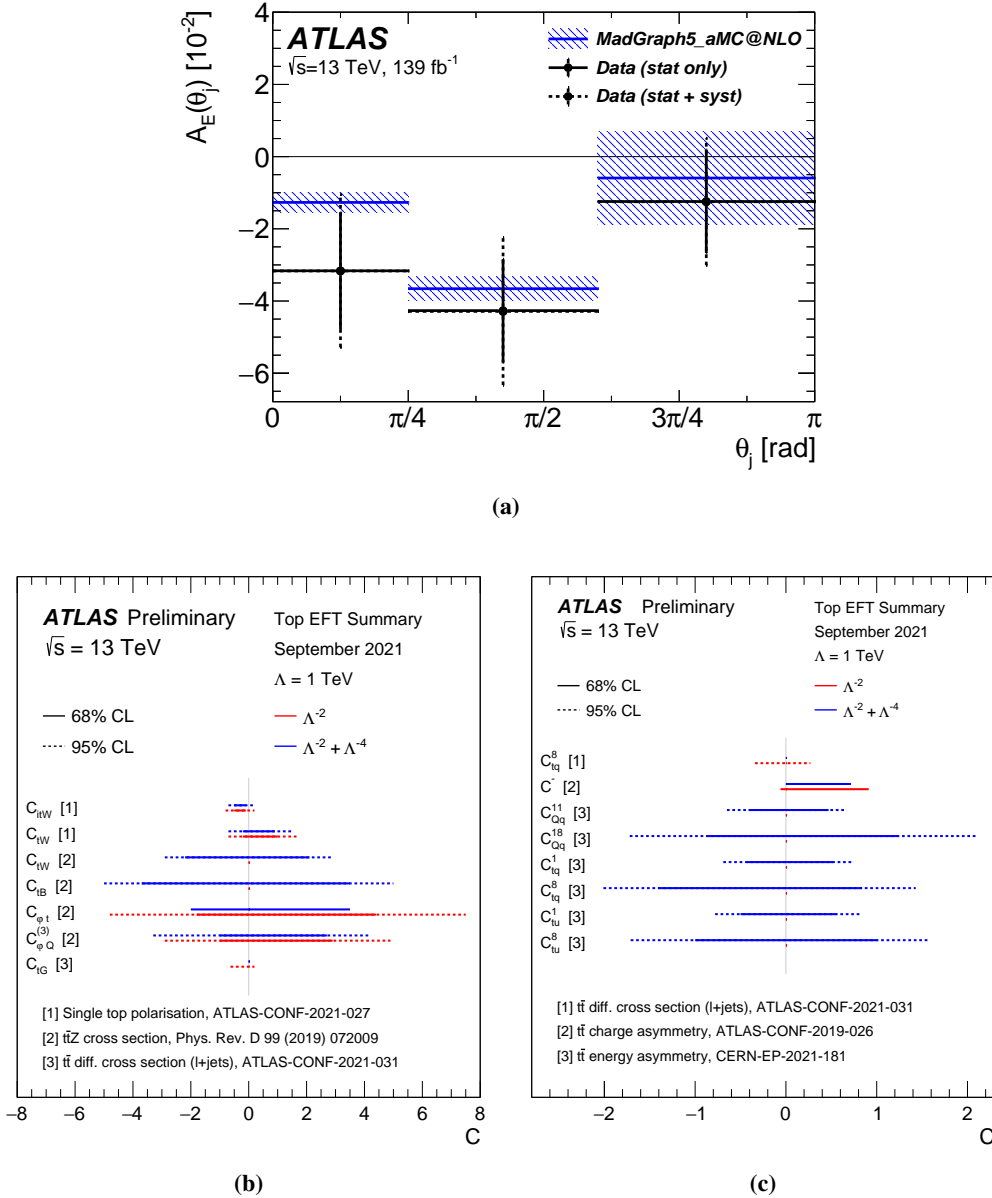 ATLAS
√s=13 TeV, 139 fb⁻¹
MadGraph5_aMC@NLO
Data (stat only)
Data (stat + syst)
A_E(θ_j) [10⁻²]
4
2
0
−2
−4
−6
0 π/4 π/2 3π/4 π
θ_j [rad]
(a)
ATLAS Preliminary
√s = 13 TeV
Top EFT Summary
September 2021
Λ = 1 TeV
68% CL
95% CL
Λ⁻²
Λ⁻² + Λ⁻⁴
C_itW [1]
C_tW [1]
C_tW [2]
C_tB [2]
C_φt [2]
C_φQ^(3) [2]
C_tG [3]
[1] Single top polarisation, ATLAS-CONF-2021-027
[2] tt̄Z cross section, Phys. Rev. D 99 (2019) 072009
[3] tt̄ diff. cross section (l+jets), ATLAS-CONF-2021-031
−8 −6 −4 −2 0 2 4 6 8
C
(b)
ATLAS Preliminary
√s = 13 TeV
Top EFT Summary
September 2021
Λ = 1 TeV
68% CL
95% CL
Λ⁻²
Λ⁻² + Λ⁻⁴
C_tq^8 [1]
C^- [2]
C_Qq^11 [3]
C_Qq^18 [3]
C_tq^1 [3]
C_tq^8 [3]
C_tu^1 [3]
C_tu^8 [3]
[1] tt̄ diff. cross section (l+jets), ATLAS-CONF-2021-031
[2] tt̄ charge asymmetry, ATLAS-CONF-2019-026
[3] tt̄ energy asymmetry, CERN-EP-2021-181
−2 −1 0 1 2
C
(c)